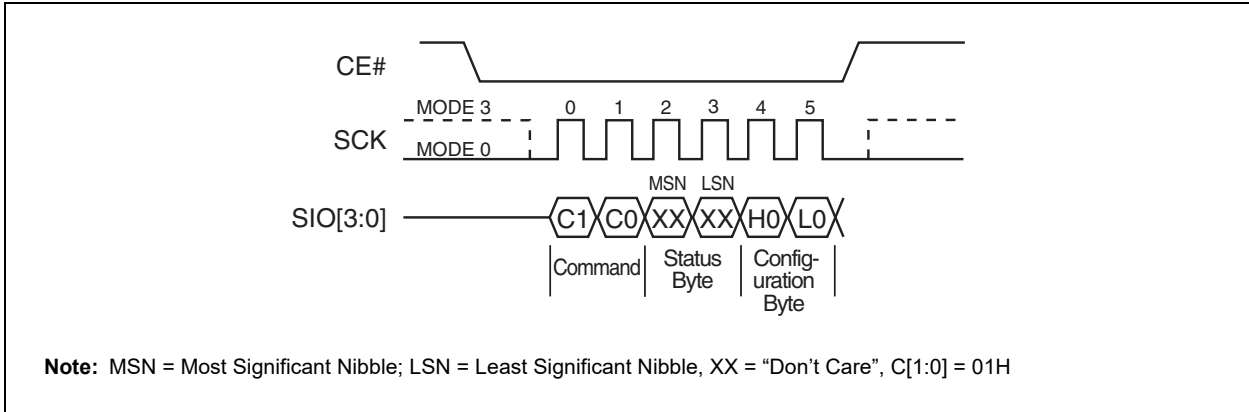 CE#
MODE 3
0 1 2 3 4 5
SCK
MODE 0
MSN LSN
SIO[3:0]
C1 C0 XX XX H0 L0
Command
Status
Byte
Config-
uration
Byte
Note: MSN = Most Significant Nibble; LSN = Least Significant Nibble, XX = “Don’t Care”, C[1:0] = 01H